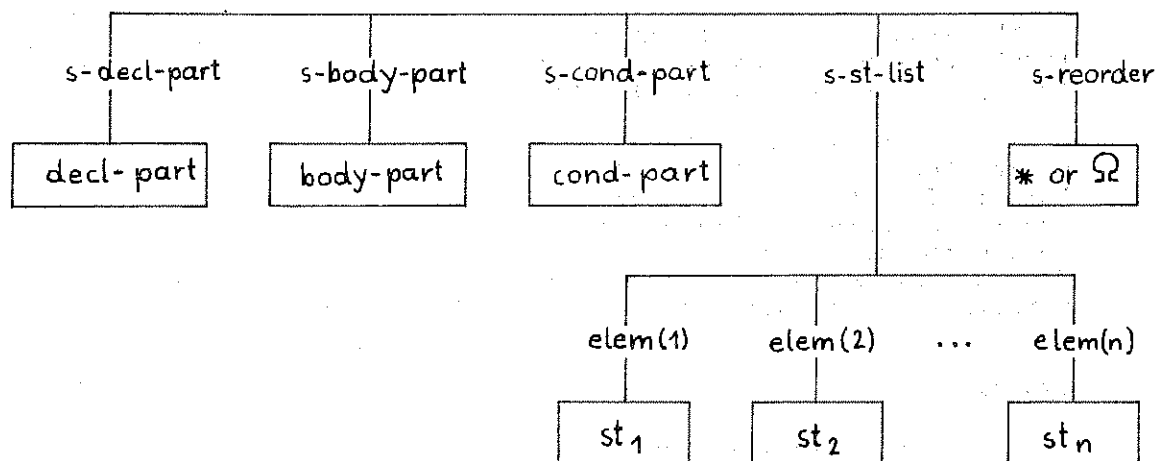 s-decl-part s-body-part s-cond-part s-st-list s-reorder
decl-part body-part cond-part * or Ω
elem(1) elem(2) ... elem(n)
st₁ st₂ stₙ